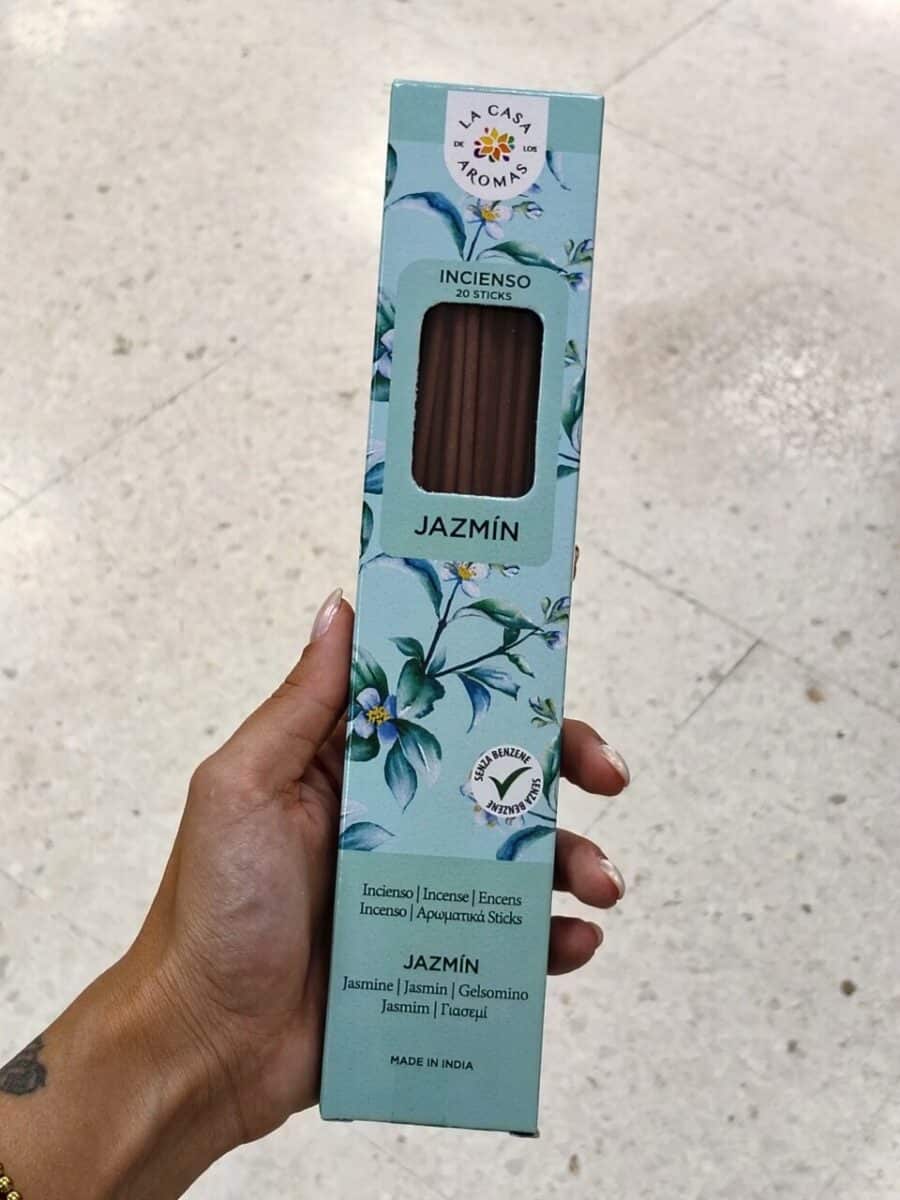 LA CASA
DE LOS
AROMAS
INCIENSO
20 STICKS
JAZMÍN
SENZA BENZENE
SENZA BENZENE
Incienso | Incense | Encens
Incenso | Αρωματικά Sticks
JAZMÍN
Jasmine | Jasmin | Gelsomino
Jasmim | Γιασεμί
MADE IN INDIA